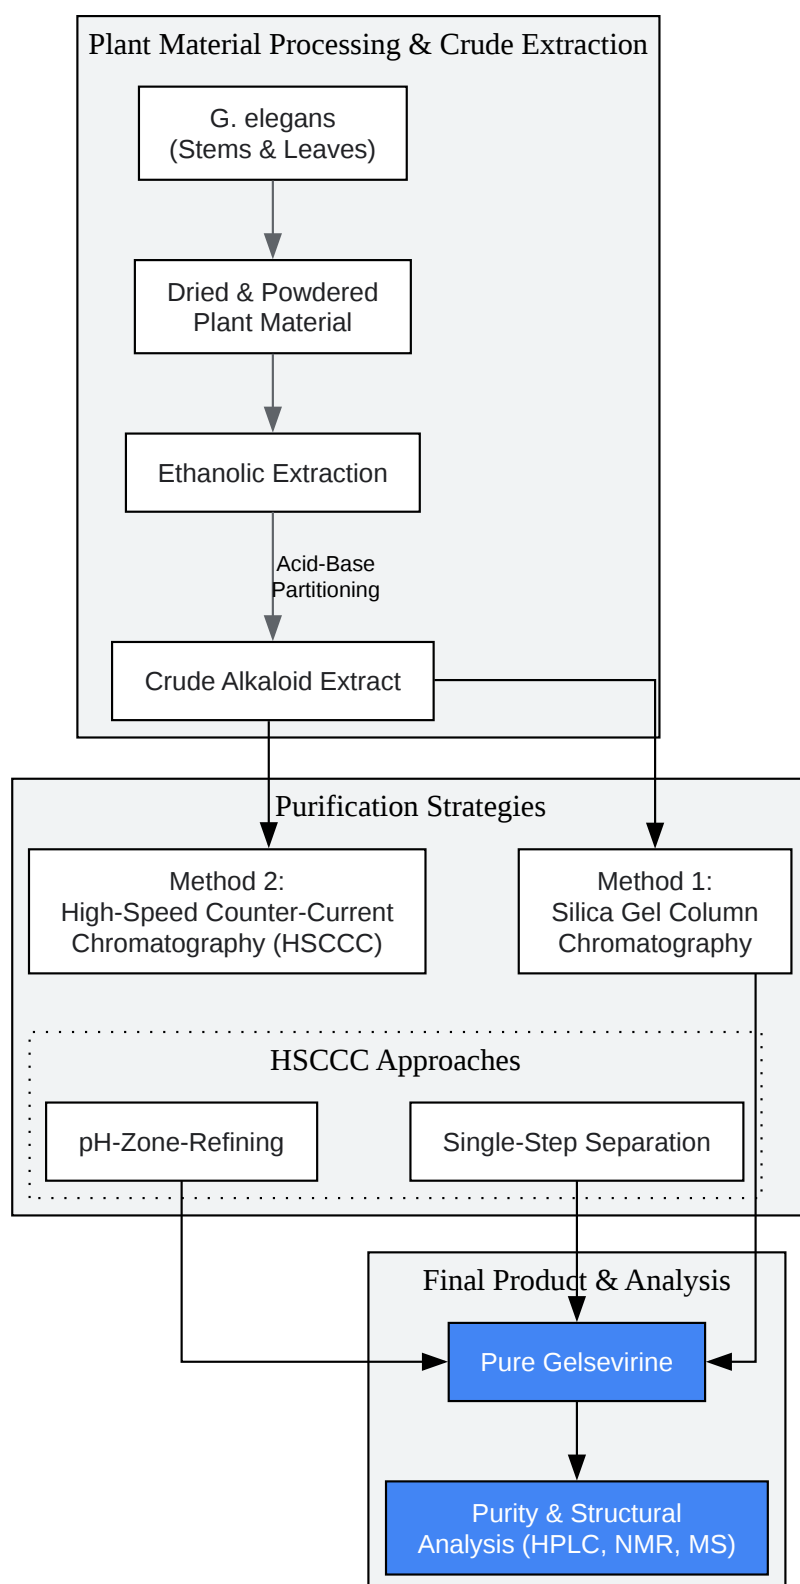 Plant Material Processing & Crude Extraction
G. elegans
(Stems & Leaves)
Dried & Powdered
Plant Material
Ethanolic Extraction
Acid-Base
Partitioning
Crude Alkaloid Extract
Purification Strategies
Method 2:
High-Speed Counter-Current
Chromatography (HSCCC)
Method 1:
Silica Gel Column
Chromatography
HSCCC Approaches
pH-Zone-Refining
Single-Step Separation
Final Product & Analysis
Pure Gelsevirine
Purity & Structural
Analysis (HPLC, NMR, MS)